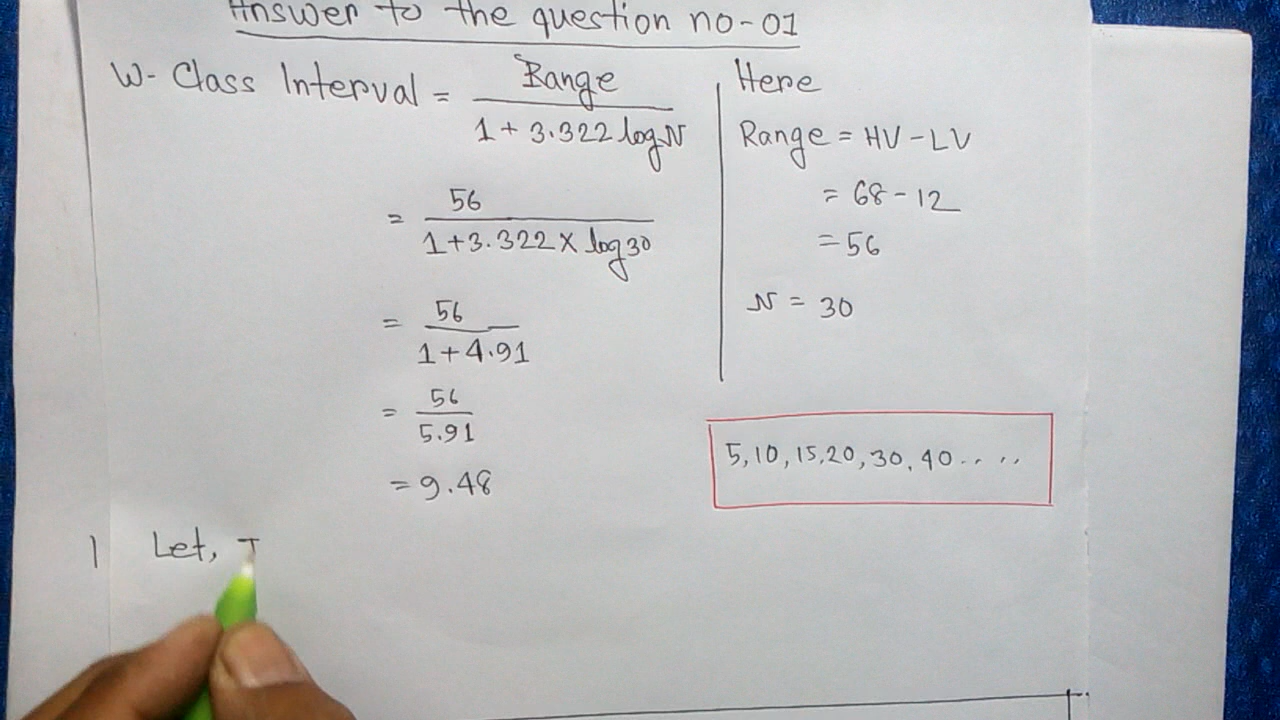 Answer to the question no-01
W- Class Interval = Range / 1 + 3.322 log N
= 56 / 1+3.322 × log 30
= 56 / 1 + 4.91
= 56 / 5.91
= 9.48
Let,
Here
Range = HV - LV
= 68 - 12
= 56
N = 30
5, 10, 15, 20, 30, 40 . . . . .